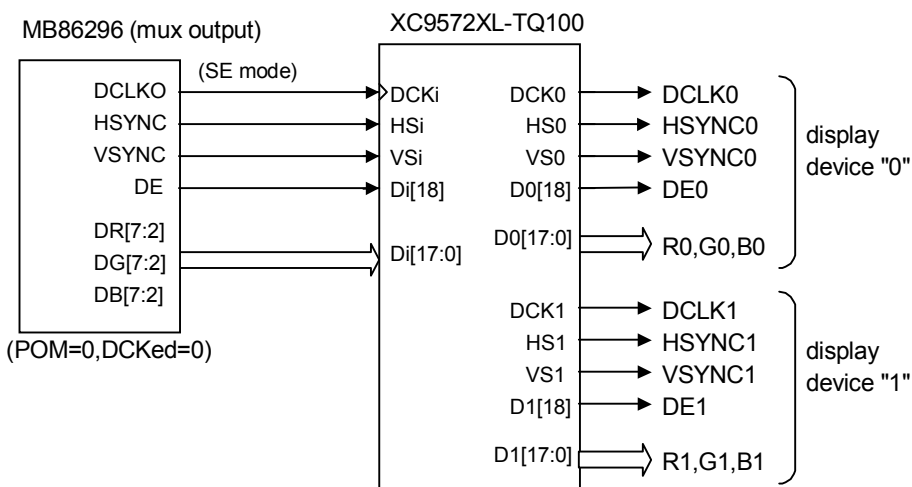 MB86296 (mux output)
XC9572XL-TQ100
(SE mode)
DCLKO
HSYNC
VSYNC
DE
DR[7:2]
DG[7:2]
DB[7:2]
(POM=0,DCKed=0)
DCKi
HSi
VSi
Di[18]
Di[17:0]
DCK0
HS0
VS0
D0[18]
D0[17:0]
DCK1
HS1
VS1
D1[18]
D1[17:0]
DCLK0
HSYNC0
VSYNC0
DE0
R0,G0,B0
display
device "0"
DCLK1
HSYNC1
VSYNC1
DE1
R1,G1,B1
display
device "1"